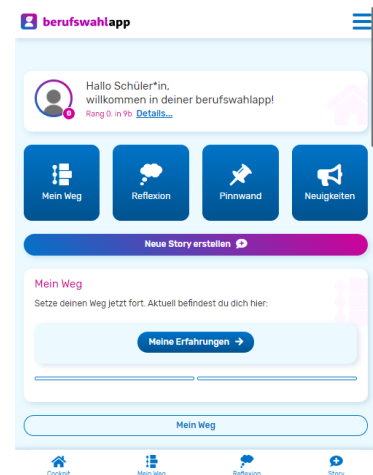 berufswahlapp
Hallo Schüler*in,
willkommen in deiner berufswahlapp!
0
Rang 0. in 9b Details...
Mein Weg
Reflexion
Pinnwand
Neuigkeiten
Neue Story erstellen
Mein Weg
Setze deinen Weg jetzt fort. Aktuell befindest du dich hier:
Meine Erfahrungen →
Mein Weg
Cockpit
Mein Weg
Reflexion
Story